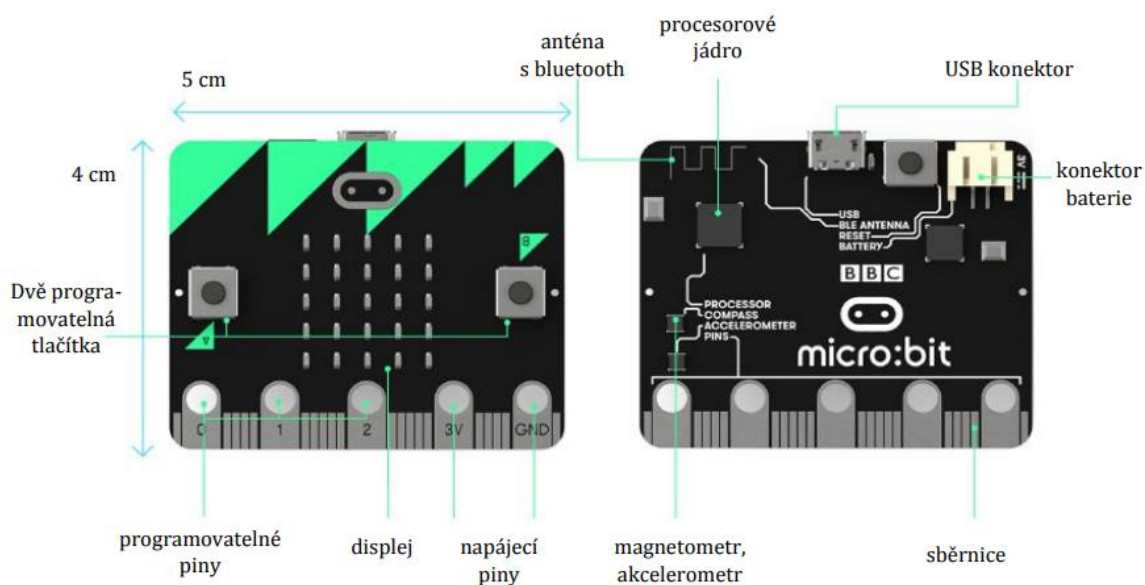 5 cm
4 cm
Dvě progra-
movatelná
tlačítka
programovatelné
piny
displej
napájecí
piny
A
B
0
1
2
3V
GND
anténa
s bluetooth
procesorové
jádro
USB konektor
konektor
baterie
3V
USB
BLE ANTENNA
RESET
BATTERY
BBC
PROCESSOR
COMPASS
ACCELEROMETER
PINS
micro:bit
magnetometr,
akcelerometr
sběrnice